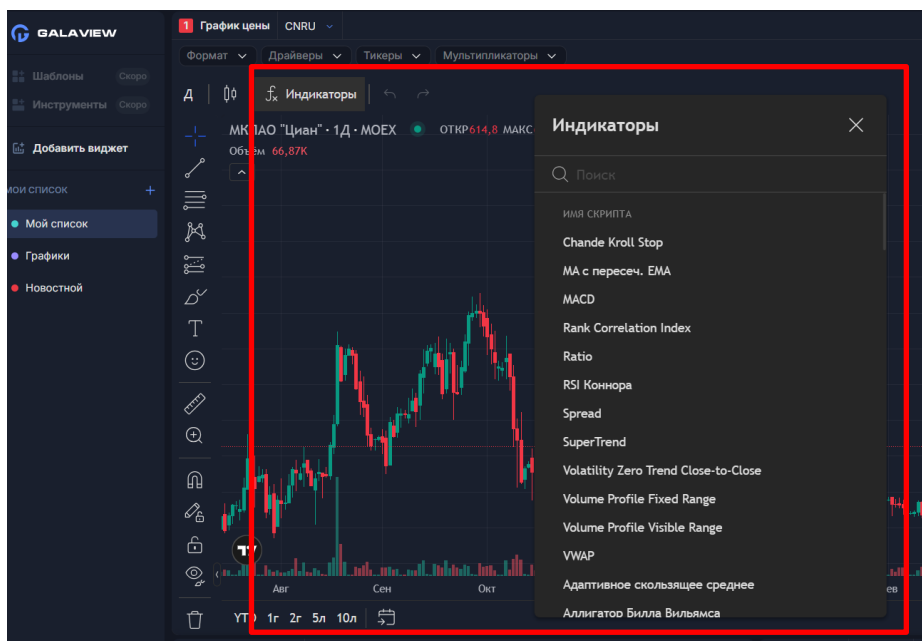 GALAVIEW
1 График цены CNRU
Формат Драйверы Тикеры Мультипликаторы
Шаблоны Скоро
Инструменты Скоро
Д Индикаторы
МКПАО "Циан" · 1Д · MOEX ОТКР614,8 МАКС
Объём 66,87K
Добавить виджет
МОИ СПИСОК +
Мой список
Графики
Новостной
Индикаторы
Поиск
ИМЯ СКРИПТА
Chande Kroll Stop
MA с пересеч. EMA
MACD
Rank Correlation Index
Ratio
RSI Коннора
Spread
SuperTrend
Volatility Zero Trend Close-to-Close
Volume Profile Fixed Range
Volume Profile Visible Range
VWAP
Адаптивное скользящее среднее
Аллигатор Билла Вильямса
Авг Сен Окт ев
YTD 1г 2г 5л 10л